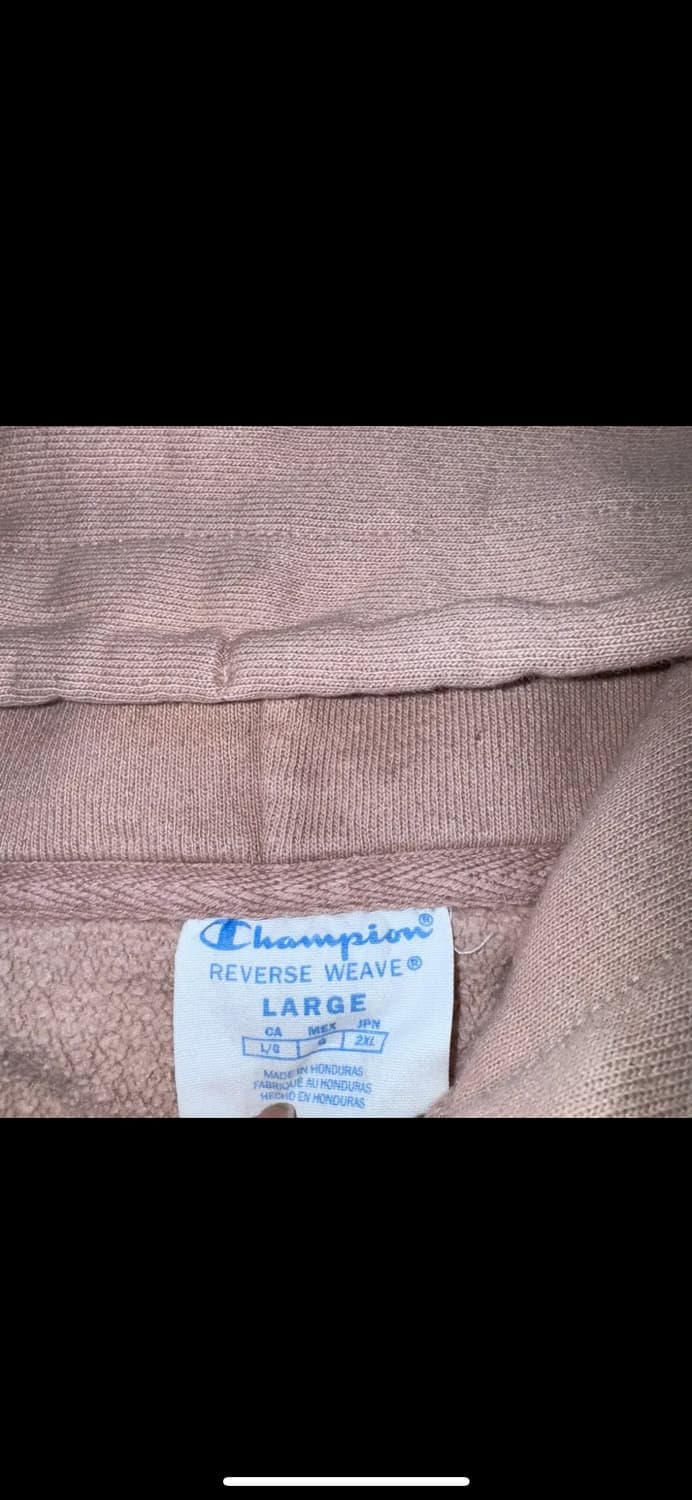 Champion®
REVERSE WEAVE®
LARGE
CA MEX JPN
L/G G 2XL
MADE IN HONDURAS
FABRIQUÉ AU HONDURAS
HECHO EN HONDURAS